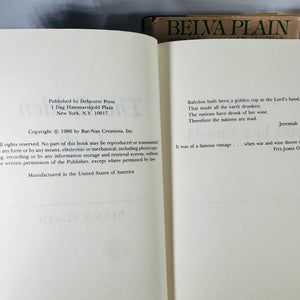 BELVA PLAIN
Published by Delacorte Press
1 Dag Hammarskjold Plaza
New York, N.Y. 10017
Copyright © 1986 by Bar-Nan Creations, Inc.
All rights reserved. No part of this book may be reproduced or transmitted
any form or by any means, electronic or mechanical, including photocopy-
ing, recording or by any information storage and retrieval system, without
the written permission of the Publisher, except where permitted by law.
Manufactured in the United States of America
Babylon hath been a golden cup in the Lord's hand,
That made all the earth drunken;
The nations have drunk of her wine,
Therefore the nations are mad.
Jeremiah
It was of a famous vintage . . . when war and wine throve
BELVA PLAIN